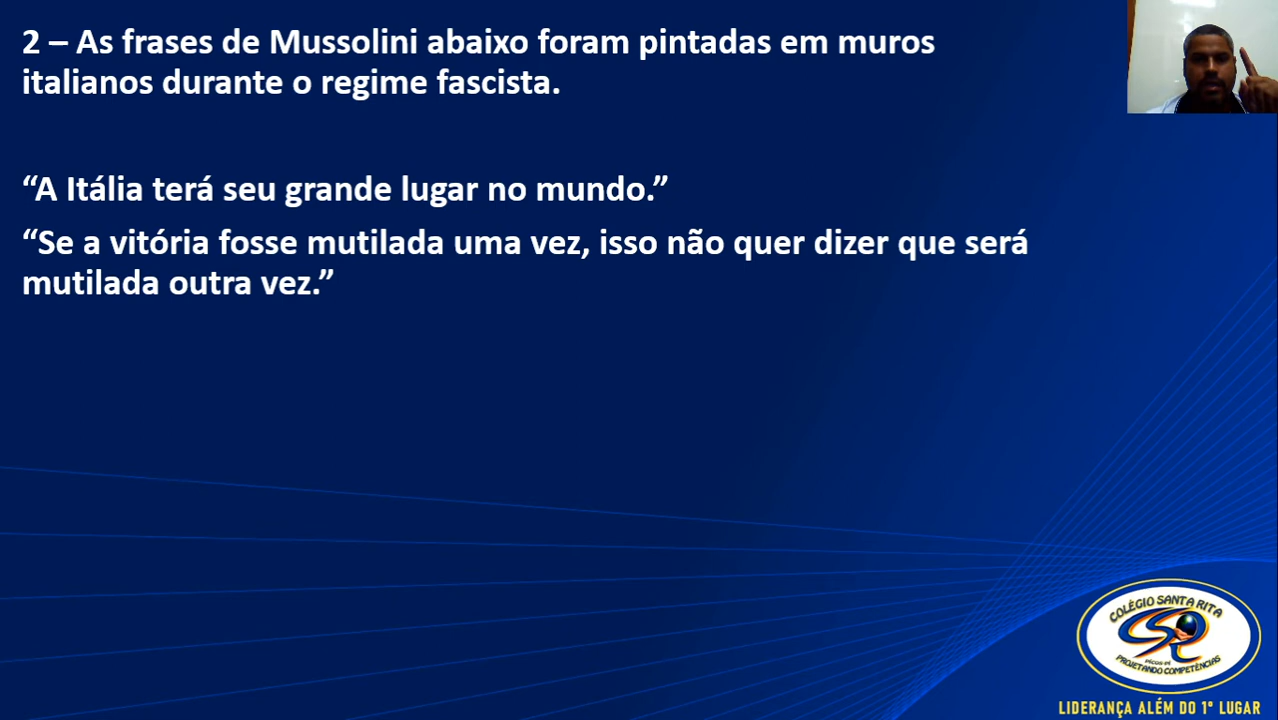 2 – As frases de Mussolini abaixo foram pintadas em muros
italianos durante o regime fascista.
“A Itália terá seu grande lugar no mundo.”
“Se a vitória fosse mutilada uma vez, isso não quer dizer que será
mutilada outra vez.”
COLÉGIO SANTA RITA
PICOS PI
PROJETANDO COMPETÊNCIAS
LIDERANÇA ALÉM DO 1º LUGAR